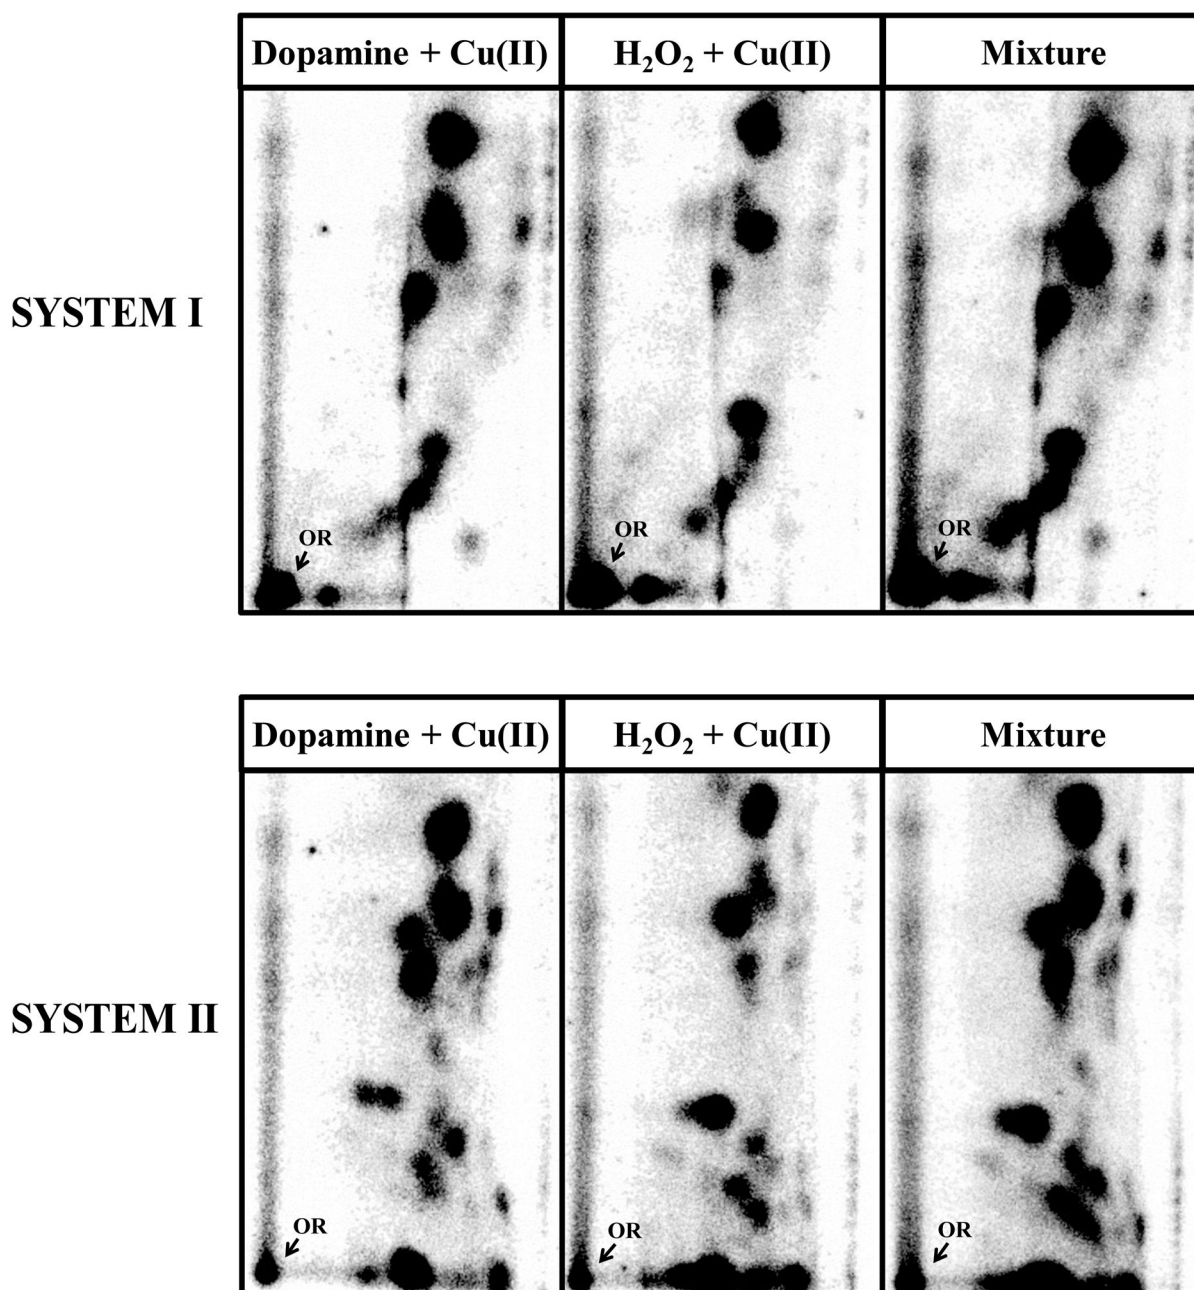 Dopamine + Cu(II) H₂O₂ + Cu(II) Mixture
SYSTEM I
OR OR OR
Dopamine + Cu(II) H₂O₂ + Cu(II) Mixture
SYSTEM II
OR OR OR